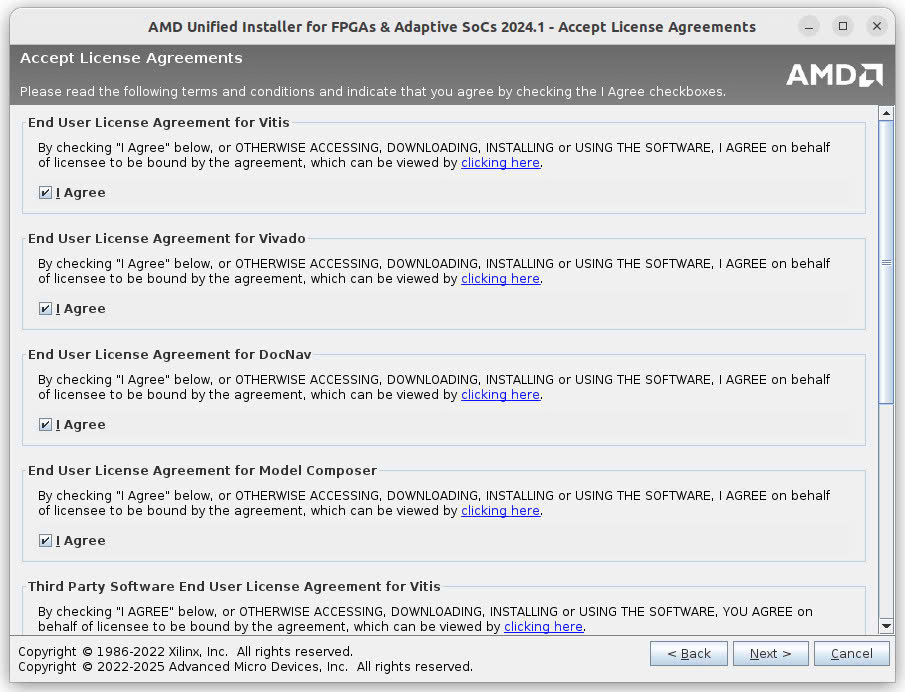 AMD Unified Installer for FPGAs & Adaptive SoCs 2024.1 - Accept License Agreements
Accept License Agreements
AMD
Please read the following terms and conditions and indicate that you agree by checking the I Agree checkboxes.
End User License Agreement for Vitis
By checking "I Agree" below, or OTHERWISE ACCESSING, DOWNLOADING, INSTALLING or USING THE SOFTWARE, I AGREE on behalf
of licensee to be bound by the agreement, which can be viewed by clicking here.
I Agree
End User License Agreement for Vivado
By checking "I Agree" below, or OTHERWISE ACCESSING, DOWNLOADING, INSTALLING or USING THE SOFTWARE, I AGREE on behalf
of licensee to be bound by the agreement, which can be viewed by clicking here.
I Agree
End User License Agreement for DocNav
By checking "I Agree" below, or OTHERWISE ACCESSING, DOWNLOADING, INSTALLING or USING THE SOFTWARE, I AGREE on behalf
of licensee to be bound by the agreement, which can be viewed by clicking here.
I Agree
End User License Agreement for Model Composer
By checking "I Agree" below, or OTHERWISE ACCESSING, DOWNLOADING, INSTALLING or USING THE SOFTWARE, I AGREE on behalf
of licensee to be bound by the agreement, which can be viewed by clicking here.
I Agree
Third Party Software End User License Agreement for Vitis
By checking "I AGREE" below, or OTHERWISE ACCESSING, DOWNLOADING, INSTALLING or USING THE SOFTWARE, YOU AGREE on
behalf of licensee to be bound by the agreement, which can be viewed by clicking here.
Copyright © 1986-2022 Xilinx, Inc. All rights reserved.
Copyright © 2022-2025 Advanced Micro Devices, Inc. All rights reserved.
< Back
Next >
Cancel